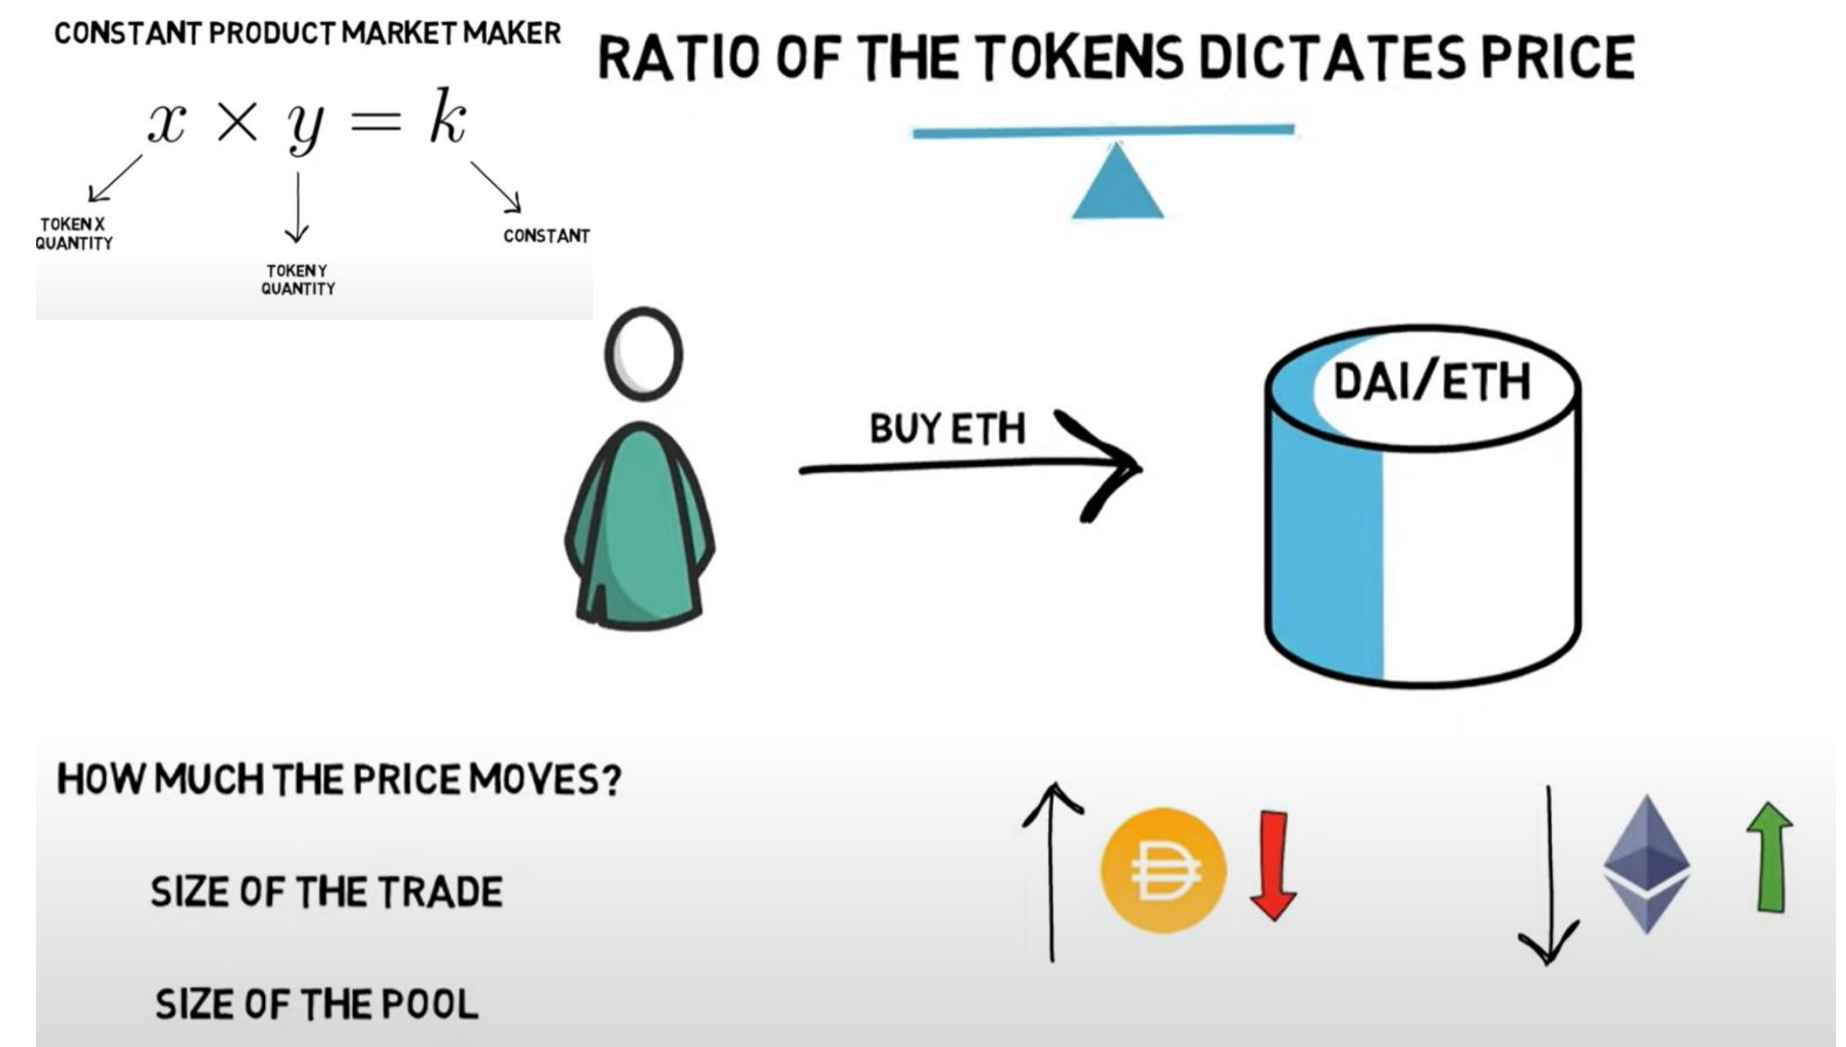 CONSTANT PRODUCT MARKET MAKER
x × y = k
TOKEN X
QUANTITY
TOKEN Y
QUANTITY
CONSTANT
RATIO OF THE TOKENS DICTATES PRICE
BUY ETH
DAI/ETH
HOW MUCH THE PRICE MOVES?
SIZE OF THE TRADE
SIZE OF THE POOL